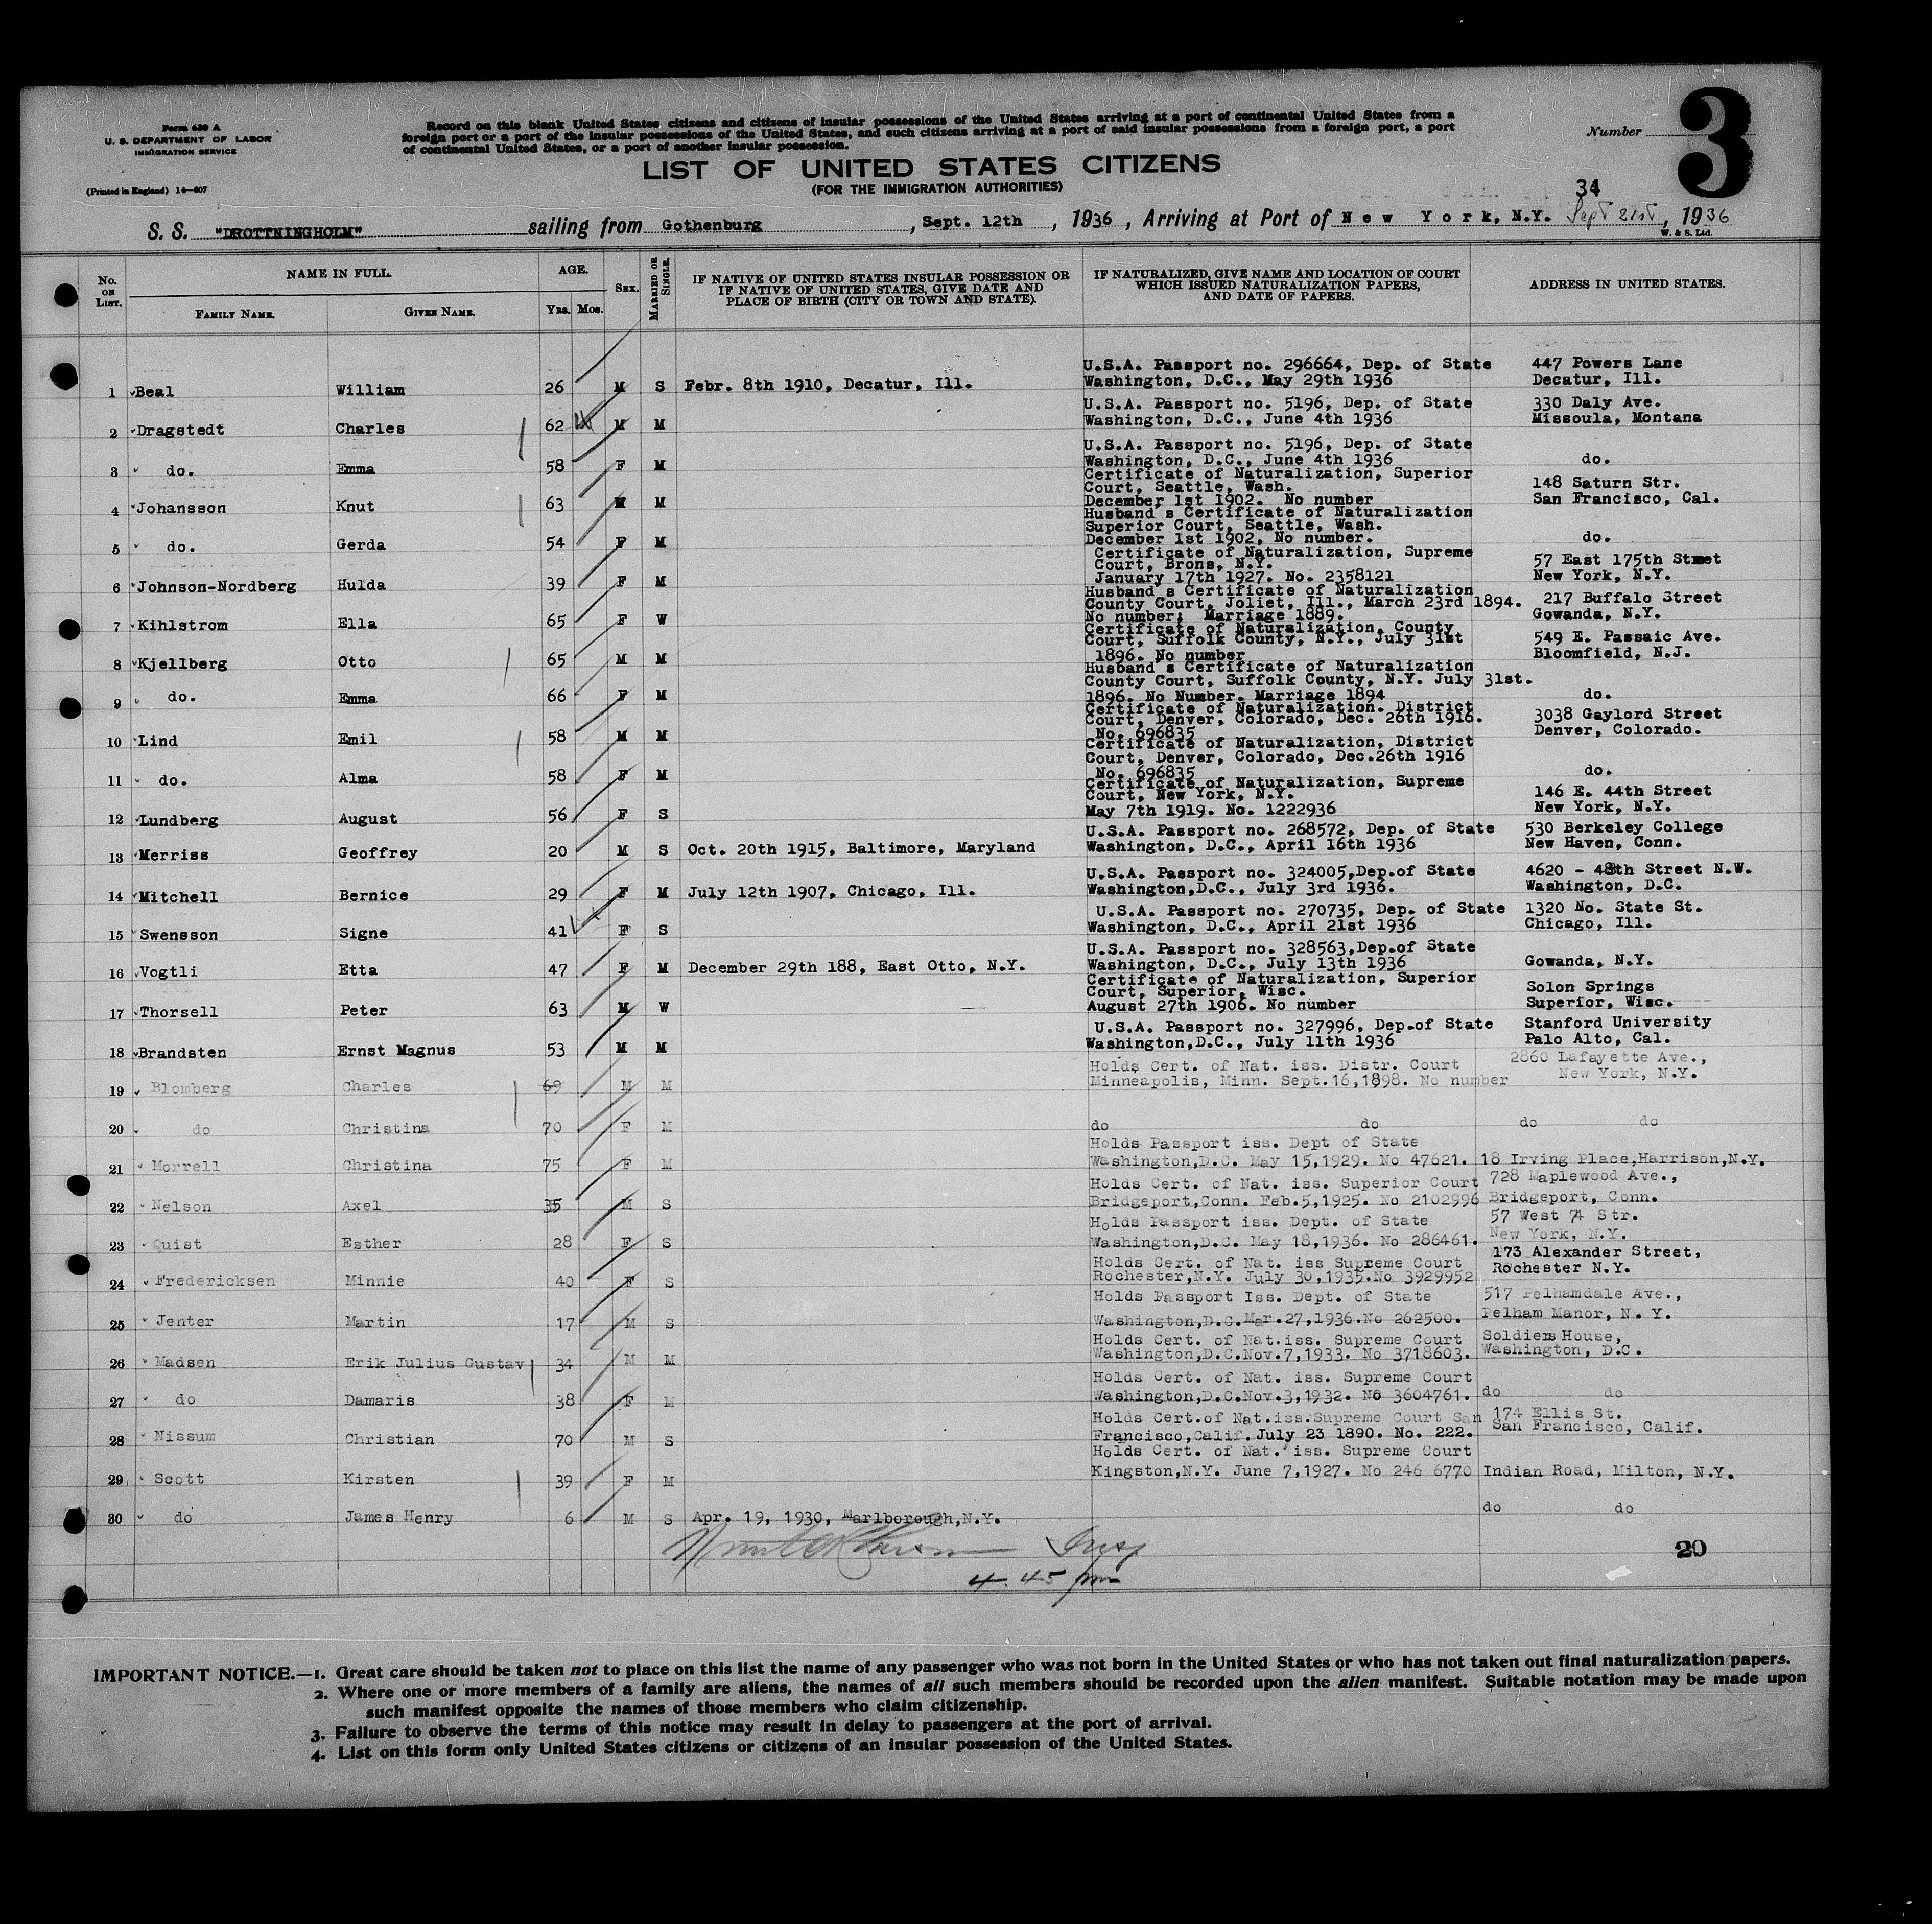 Form 630 A
U. S. DEPARTMENT OF LABOR
IMMIGRATION SERVICE
(Printed in England) 14—607
Record on this blank United States citizens and citizens of insular possessions of the United States arriving at a port of continental United States from a
foreign port or a port of the insular possessions of the United States, and such citizens arriving at a port of said insular possessions from a foreign port, a port
of continental United States, or a port of another insular possession.
Number 3
LIST OF UNITED STATES CITIZENS
(FOR THE IMMIGRATION AUTHORITIES)
34
S. S. "DROTTNINGHOLM" sailing from Gothenburg, Sept. 12th, 1936, Arriving at Port of New York, N.Y. Sept 21st, 1936
W. & S. Ltd.
No. ON LIST. NAME IN FULL. FAMILY NAME. GIVEN NAME. AGE. YRS. MOS. SEX. MARRIED OR SINGLE. IF NATIVE OF UNITED STATES INSULAR POSSESSION OR IF NATIVE OF UNITED STATES, GIVE DATE AND PLACE OF BIRTH (CITY OR TOWN AND STATE). IF NATURALIZED, GIVE NAME AND LOCATION OF COURT WHICH ISSUED NATURALIZATION PAPERS, AND DATE OF PAPERS. ADDRESS IN UNITED STATES.
U.S.A. Passport no. 296664, Dep. of State 447 Powers Lane
1 Beal William 26 M S Febr. 8th 1910, Decatur, Ill. Washington, D.C., May 29th 1936 Decatur, Ill.
U.S.A. Passport no. 5196, Dep. of State 330 Daly Ave.
2 Dragstedt Charles 62 M M Washington, D.C., June 4th 1936 Missoula, Montana
U.S.A. Passport no. 5196, Dep. of State
3 do. Emma 58 F M Washington, D.C., June 4th 1936 do.
Certificate of Naturalization, Superior
Court, Seattle, Wash. 148 Saturn Str.
4 Johansson Knut 63 M M December 1st 1902. No number San Francisco, Cal.
Husband s Certificate of Naturalization
Superior Court, Seattle, Wash.
5 do. Gerda 54 F M December 1st 1902, No number. do.
Certificate of Naturalization, Supreme
Court, Brons, N.Y. 57 East 175th Street
6 Johnson-Nordberg Hulda 39 F M January 17th 1927. No. 2358121 New York, N.Y.
Husband s Certificate of Naturalization
County Court, Joliet, Ill., March 23rd 1894. 217 Buffalo Street
7 Kihlstrom Ella 65 F W No number; Marriage 1889. Gowanda, N.Y.
Certificate of Naturalization, County
Court, Suffolk County, N.Y., July 31st 549 E. Passaic Ave.
8 Kjellberg Otto 65 M M 1896. No number Bloomfield, N.J.
Husband s Certificate of Naturalization
County Court, Suffolk County, N.Y. July 31st.
9 do. Emma 66 F M 1896. No Number. Marriage 1894 do.
Certificate of Naturalization. District
Court, Denver, Colorado, Dec. 26th 1916. 3038 Gaylord Street
10 Lind Emil 58 M M No. 696835 Denver, Colorado.
Certificate of Naturalization, District
Court, Denver, Colorado, Dec.26th 1916
11 do. Alma 58 F M No. 696835 do.
Certificate of Naturalization, Supreme
Court, New York, N.Y. 146 E. 44th Street
12 Lundberg August 56 F S May 7th 1919. No. 1222936 New York, N.Y.
U.S.A. Passport no. 268572, Dep. of State 530 Berkeley College
13 Merriss Geoffrey 20 M S Oct. 20th 1915, Baltimore, Maryland Washington, D.C., April 16th 1936 New Haven, Conn.
U.S.A. Passport no. 324005,Dep.of State 4620 - 48th Street N.W.
14 Mitchell Bernice 29 F M July 12th 1907, Chicago, Ill. Washington,D.C., July 3rd 1936. Washington, D.C.
U.S.A. Passport no. 270735, Dep. of State 1320 No. State St.
15 Swensson Signe 41 F S Washington, D.C., April 21st 1936 Chicago, Ill.
U.S.A. Passport no. 328563,Dep.of State
16 Vogtli Etta 47 F M December 29th 188, East Otto, N.Y. Washington, D.C., July 13th 1936 Gowanda, N.Y.
Certificate of Naturalization, Superior
Court, Superior, Wisc. Solon Springs
17 Thorsell Peter 63 M W August 27th 1906. No number Superior, Wisc.
U.S.A. Passport no. 327996, Dep.of State Stanford University
18 Brandsten Ernst Magnus 53 M M Washington,D.C., July 11th 1936 Palo Alto, Cal.
Holds Cert. of Nat. iss. Distr. Court 2860 Lafayette Ave.,
19 Blomberg Charles 69 M M Minneapolis, Minn. Sept.16,1898. No number New York, N.Y.
20 do Christina 70 F M do do do do
Holds Passport iss. Dept of State
21 Morrell Christina 75 F M Washington,D.C. May 15,1929. No 47621. 18 Irving Place,Harrison,N.Y.
Holds Cert. of Nat. iss. Superior Court 728 Maplewood Ave.,
22 Nelson Axel 35 M S Bridgeport,Conn. Feb.5,1925. No 2102996 Bridgeport, Conn.
Holds Passport iss. Dept. of State 57 West 74 Str.
23 Quist Esther 28 F S Washington,D.C. May 18,1936. No 286461. New York, N.Y.
Holds Cert. of Nat. iss Supreme Court 173 Alexander Street,
24 Fredericksen Minnie 40 F S Rochester,N.Y. July 30,1935.No 3929952 Rochester N.Y.
Holds Passport Iss. Dept. of State 517 Pelhamdale Ave.,
25 Jenter Martin 17 M S Washington,D.C.Mar.27,1936.No 262500. Pelham Manor, N. Y.
Holds Cert. of Nat.iss. Supreme Court Soldiers House,
26 Madsen Erik Julius Gustav 34 M M Washington,D.C.Nov.7,1933. No 3718603. Washington, D.C.
Holds Cert. of Nat. iss. Supreme Court
27 do Damaris 38 F M Washington,D.C.Nov.3,1932. No 3604761. do do
Holds Cert.of Nat.iss.Supreme Court San 174 Ellis St.
28 Nissum Christian 70 M S Francisco,Calif.July 23 1890. No. 222. San Francisco, Calif.
Holds Cert. of Nat. iss. Supreme Court
29 Scott Kirsten 39 F M Kingston,N.Y. June 7,1927. No 246 6770 Indian Road, Milton, N.Y.
30 do James Henry 6 M S Apr. 19, 1930, Marlborough,N.Y. do do
Insp
20
4.45 pm
IMPORTANT NOTICE.—1. Great care should be taken not to place on this list the name of any passenger who was not born in the United States or who has not taken out final naturalization papers.
2. Where one or more members of a family are aliens, the names of all such members should be recorded upon the alien manifest. Suitable notation may be made upon
such manifest opposite the names of those members who claim citizenship.
3. Failure to observe the terms of this notice may result in delay to passengers at the port of arrival.
4. List on this form only United States citizens or citizens of an insular possession of the United States.